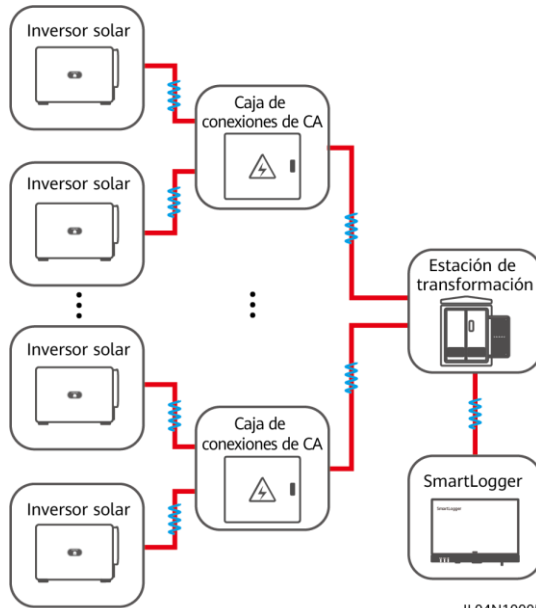 Inversor solar
Caja de
conexiones de CA
Inversor solar
Estación de
transformación
Inversor solar
Caja de
conexiones de CA
SmartLogger
SmartLogger
Inversor solar